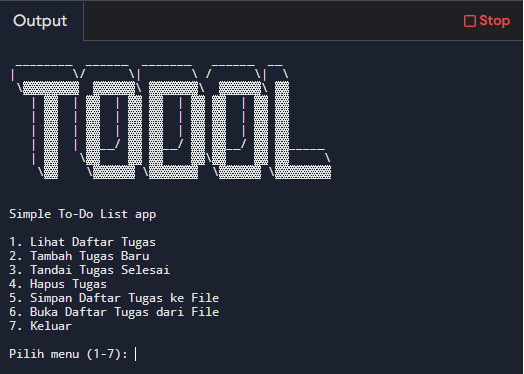 Output
Stop
TODOL
Simple To-Do List app
1. Lihat Daftar Tugas
2. Tambah Tugas Baru
3. Tandai Tugas Selesai
4. Hapus Tugas
5. Simpan Daftar Tugas ke File
6. Buka Daftar Tugas dari File
7. Keluar
Pilih menu (1-7):